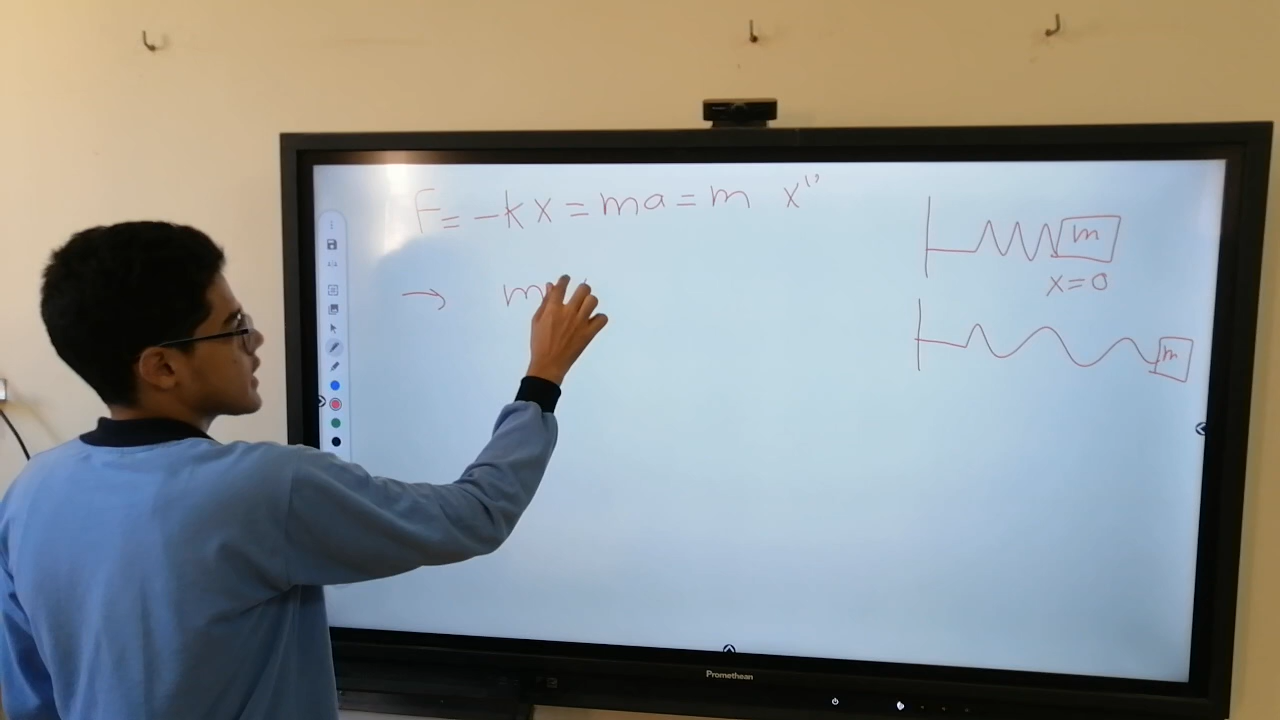 F = -kx = ma = m x''
m
x=0
→ m
m
Promethean